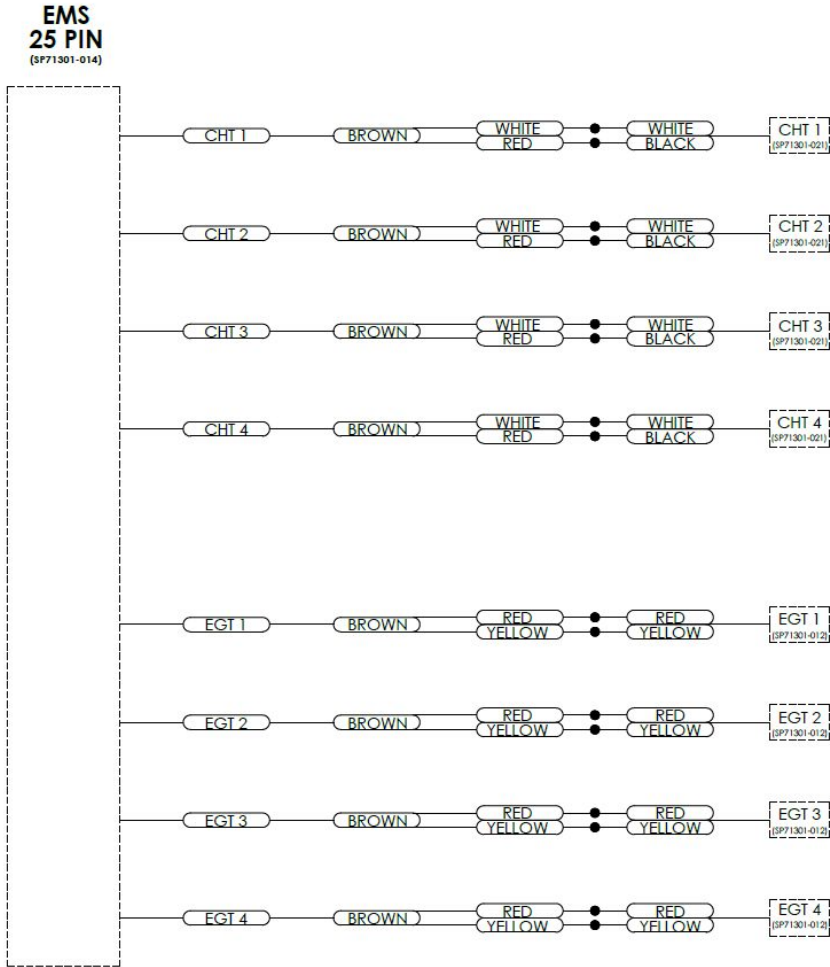 EMS
25 PIN
(SP71301-014)
CHT 1 BROWN WHITE WHITE CHT 1
RED BLACK (SP71301-021)
CHT 2 BROWN WHITE WHITE CHT 2
RED BLACK (SP71301-021)
CHT 3 BROWN WHITE WHITE CHT 3
RED BLACK (SP71301-021)
CHT 4 BROWN WHITE WHITE CHT 4
RED BLACK (SP71301-021)
EGT 1 BROWN RED RED EGT 1
YELLOW YELLOW (SP71301-012)
EGT 2 BROWN RED RED EGT 2
YELLOW YELLOW (SP71301-012)
EGT 3 BROWN RED RED EGT 3
YELLOW YELLOW (SP71301-012)
EGT 4 BROWN RED RED EGT 4
YELLOW YELLOW (SP71301-012)